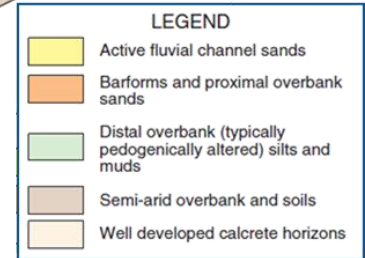 LEGEND
Active fluvial channel sands
Barforms and proximal overbank
sands
Distal overbank (typically
pedogenically altered) silts and
muds
Semi-arid overbank and soils
Well developed calcrete horizons